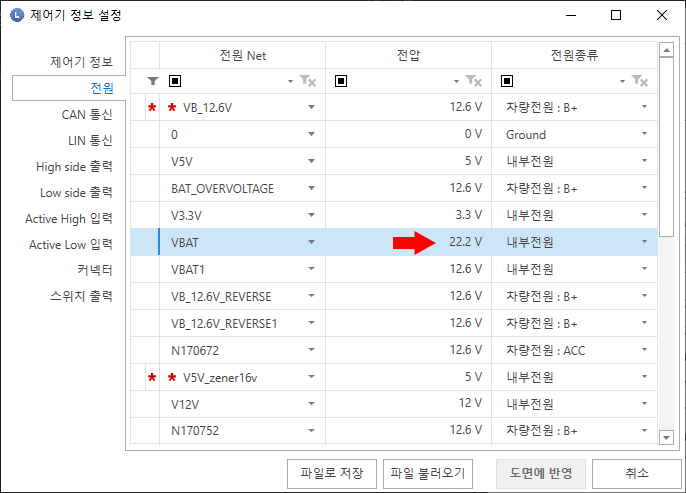 L 제어기 정보 설정
제어기 정보
전원
CAN 통신
LIN 통신
High side 출력
Low side 출력
Active High 입력
Active Low 입력
커넥터
스위치 출력
전원 Net 전압 전원종류
* * VB_12.6V 12.6 V 차량전원 : B+
0 0 V Ground
V5V 5 V 내부전원
BAT_OVERVOLTAGE 12.6 V 차량전원 : B+
V3.3V 3.3 V 내부전원
VBAT 22.2 V 내부전원
VBAT1 12.6 V 내부전원
VB_12.6V_REVERSE 12.6 V 차량전원 : B+
VB_12.6V_REVERSE1 12.6 V 차량전원 : B+
N170672 12.6 V 차량전원 : ACC
* * V5V_zener16v 5 V 내부전원
V12V 12 V 내부전원
N170752 12.6 V 차량전원 : B+
파일로 저장 파일 불러오기 도면에 반영 취소